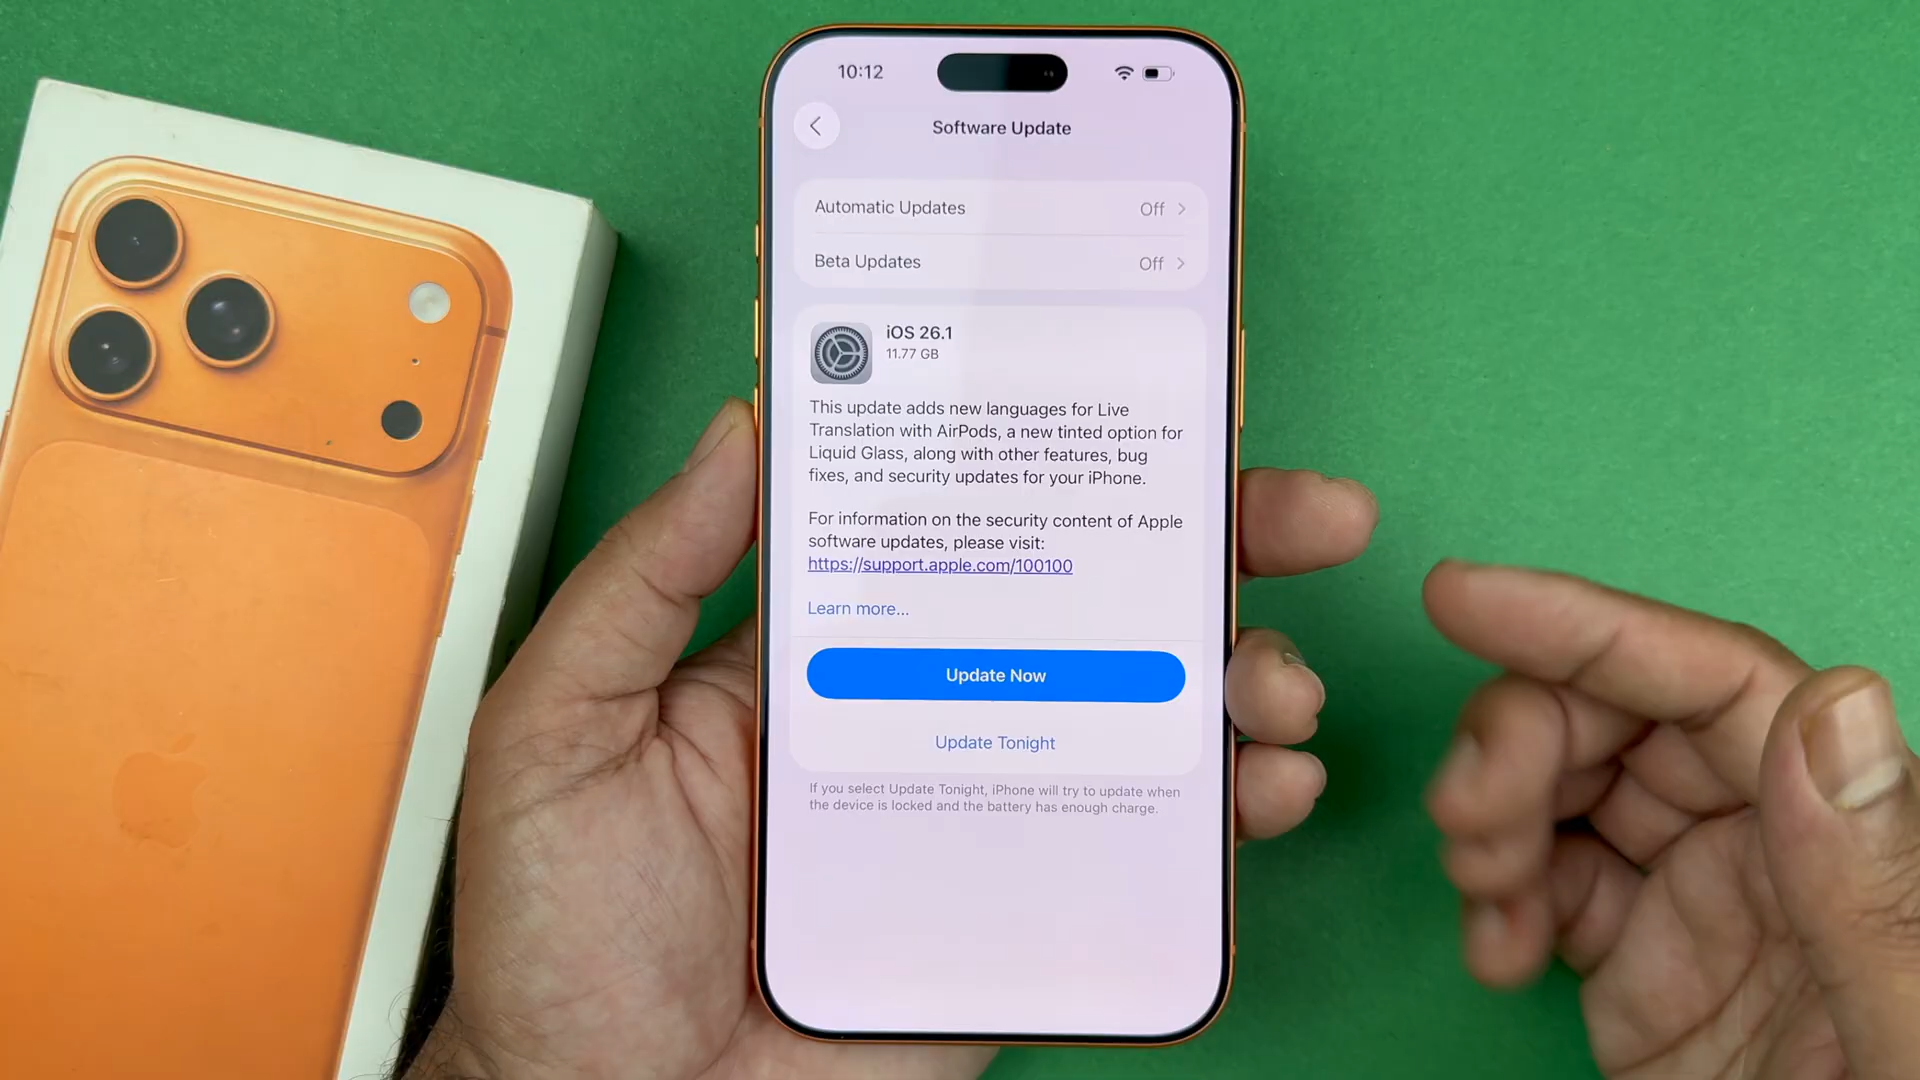 10:12
Software Update
Automatic Updates Off
Beta Updates Off
iOS 26.1
11.77 GB
This update adds new languages for Live
Translation with AirPods, a new tinted option for
Liquid Glass, along with other features, bug
fixes, and security updates for your iPhone.
For information on the security content of Apple
software updates, please visit:
https://support.apple.com/100100
Learn more...
Update Now
Update Tonight
If you select Update Tonight, iPhone will try to update when
the device is locked and the battery has enough charge.